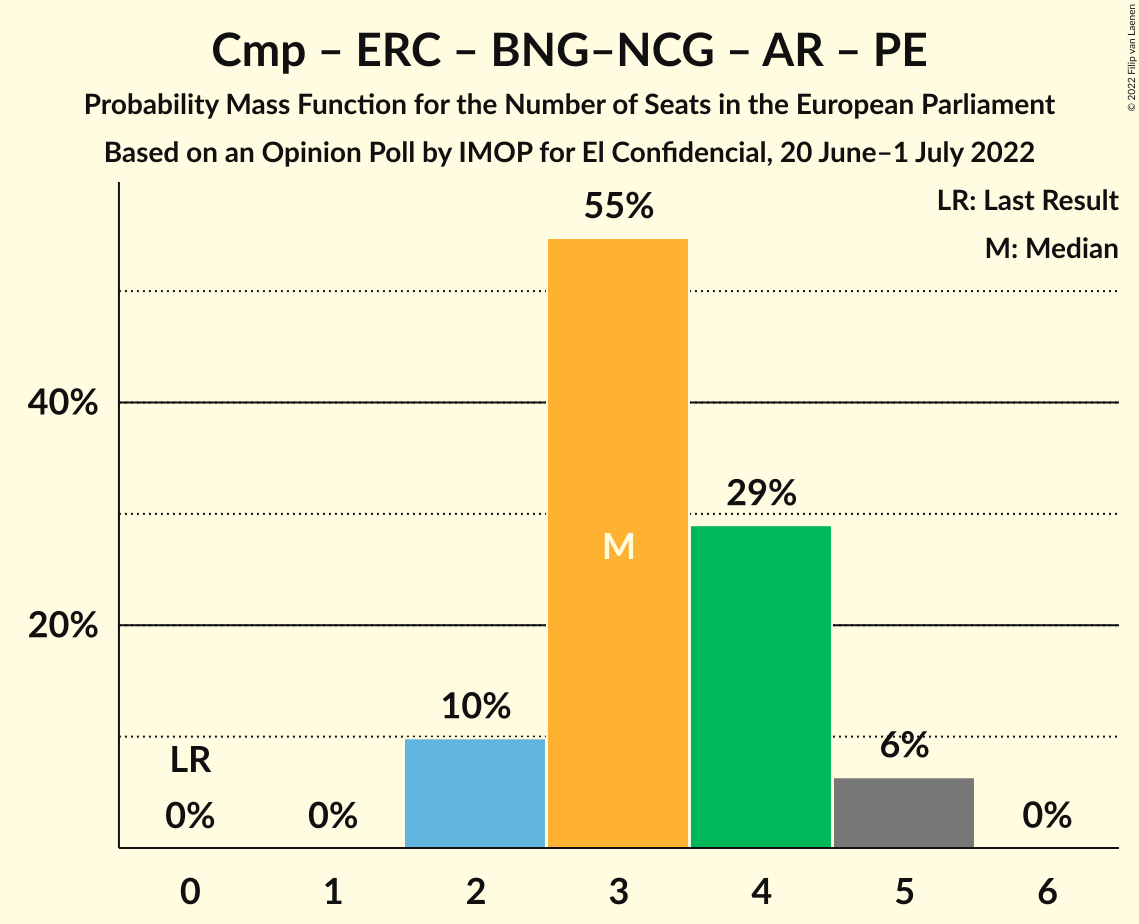 Cmp – ERC – BNG–NCG – AR – PE
Probability Mass Function for the Number of Seats in the European Parliament
Based on an Opinion Poll by IMOP for El Confidencial, 20 June–1 July 2022
© 2022 Filip van Laenen
LR: Last Result
M: Median
55%
40%
29%
M
20%
10%
6%
LR
0%
0%
0%
0 1 2 3 4 5 6